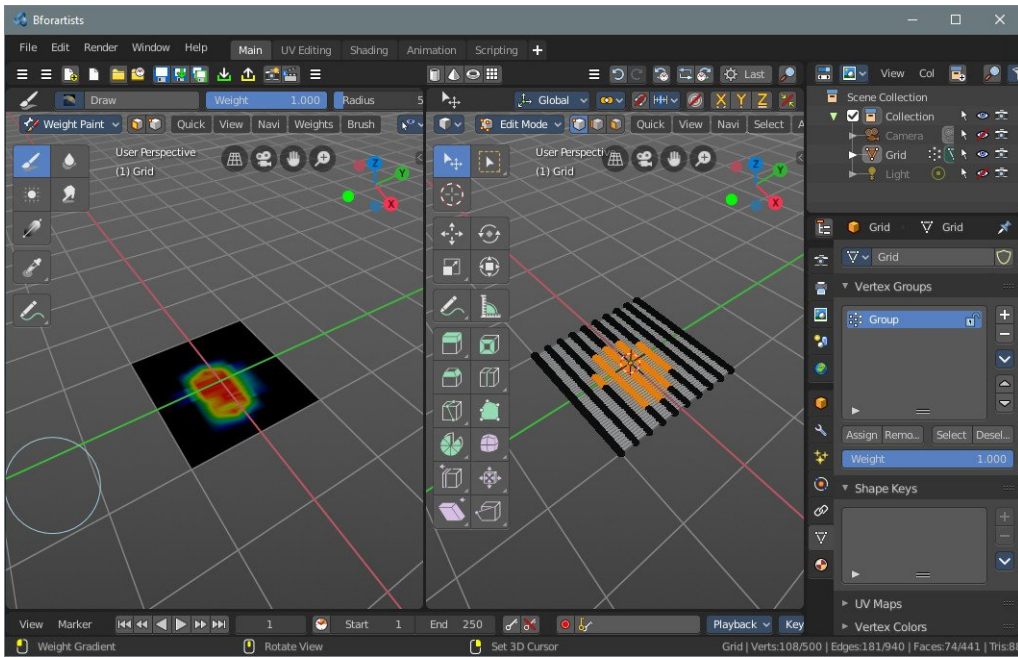 Bforartists
File Edit Render Window Help Main UV Editing Shading Animation Scripting +
Last View Col
Draw Weight 1.000 Radius 5 Global X Y Z
Weight Paint Quick View Navi Weights Brush Edit Mode Quick View Navi Select
User Perspective
(1) Grid
Z
Y
X
User Perspectiv
(1) Grid
Z
Y
X
Scene Collection
Collection
Camera
Grid
Light
Grid Grid
Grid
Vertex Groups
Group
Assign Remo... Select Desel...
Weight 1.000
Shape Keys
UV Maps
Vertex Colors
View Marker 1 Start 1 End 250 Playback Key
Weight Gradient Rotate View Set 3D Cursor Grid | Verts:108/500 | Edges:181/940 | Faces:74/441 | Tris:88